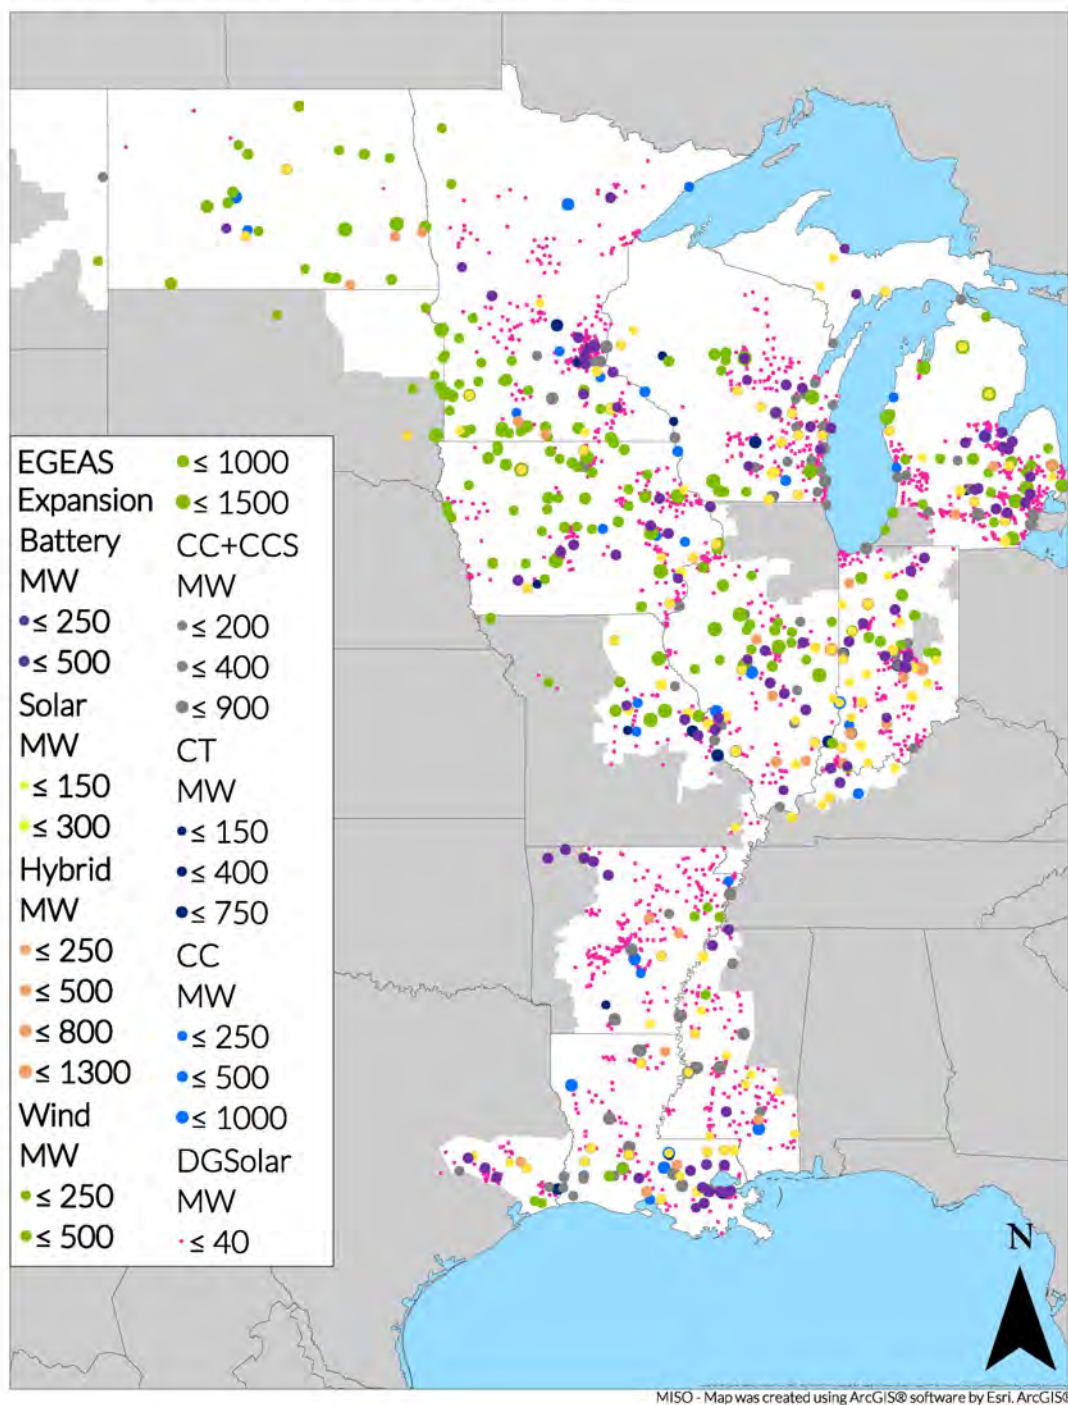 EGEAS
Expansion
Battery
MW
≤ 250
≤ 500
Solar
MW
≤ 150
≤ 300
Hybrid
MW
≤ 250
≤ 500
≤ 800
≤ 1300
Wind
MW
≤ 250
≤ 500
≤ 1000
≤ 1500
CC+CCS
MW
≤ 200
≤ 400
≤ 900
CT
MW
≤ 150
≤ 400
≤ 750
CC
MW
≤ 250
≤ 500
≤ 1000
DGSolar
MW
≤ 40
N
MISO - Map was created using ArcGIS® software by Esri. ArcGIS®